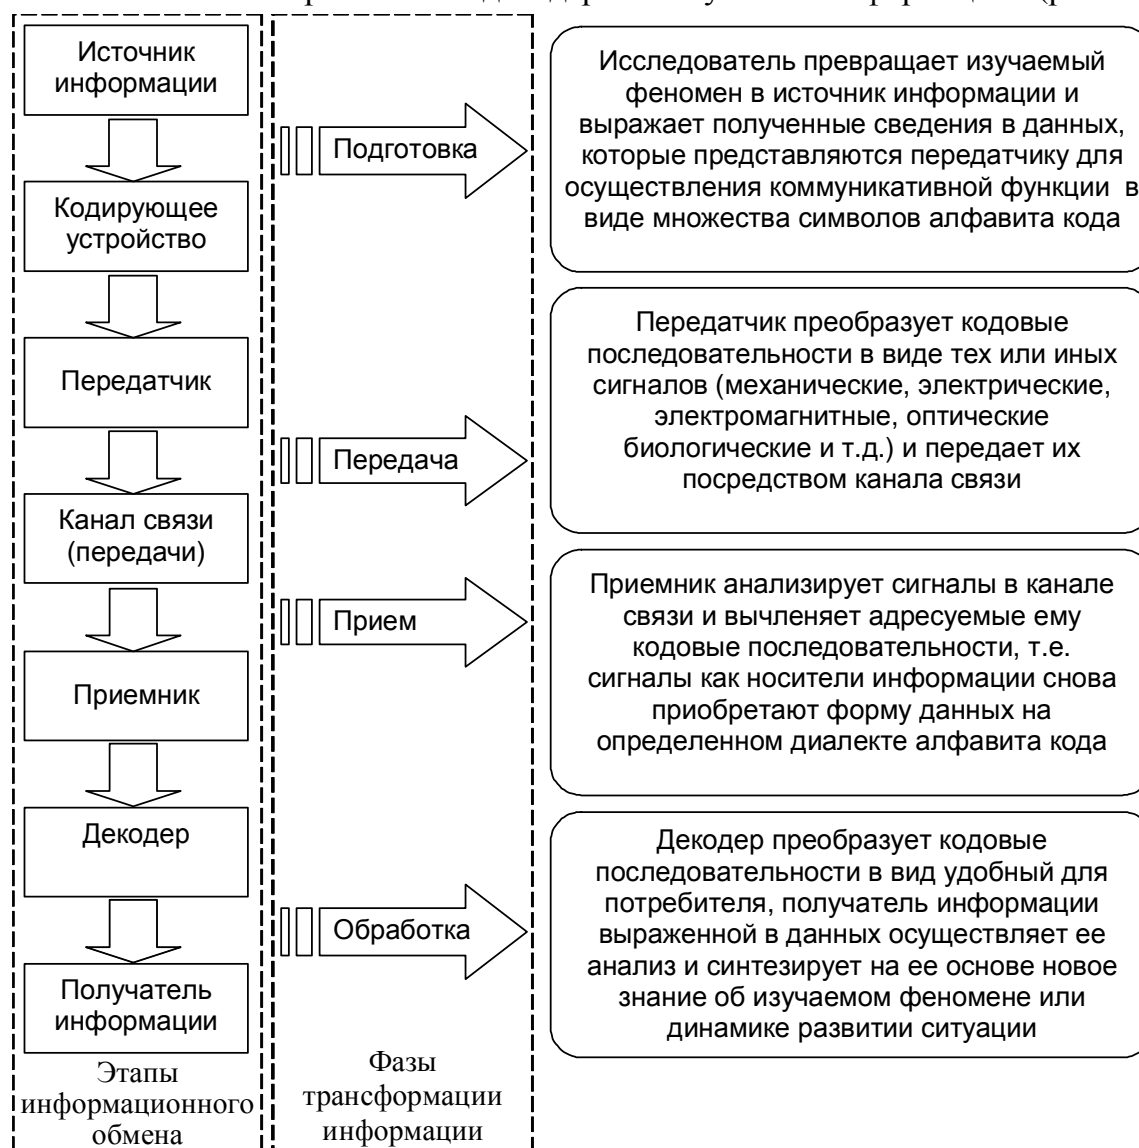 Источник
информации
Кодирующее
устройство
Передатчик
Канал связи
(передачи)
Приемник
Декодер
Получатель
информации
Этапы
информационного
обмена
Подготовка
Передача
Прием
Обработка
Фазы
трансформации
информации
Исследователь превращает изучаемый
феномен в источник информации и
выражает полученные сведения в данных,
которые представляются передатчику для
осуществления коммуникативной функции в
виде множества символов алфавита кода
Передатчик преобразует кодовые
последовательности в виде тех или иных
сигналов (механические, электрические,
электромагнитные, оптические
биологические и т.д.) и передает их
посредством канала связи
Приемник анализирует сигналы в канале
связи и вычленяет адресуемые ему
кодовые последовательности, т.е.
сигналы как носители информации снова
приобретают форму данных на
определенном диалекте алфавита кода
Декодер преобразует кодовые
последовательности в вид удобный для
потребителя, получатель информации
выраженной в данных осуществляет ее
анализ и синтезирует на ее основе новое
знание об изучаемом феномене или
динамике развитии ситуации